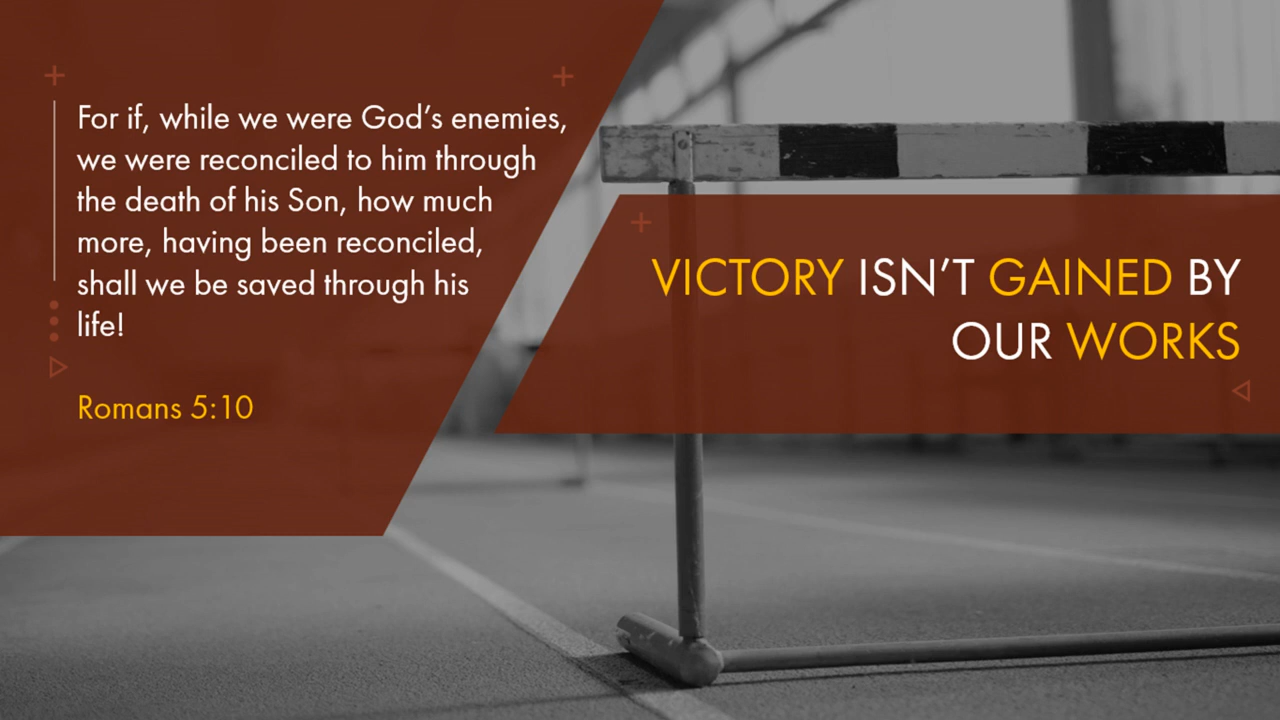 For if, while we were God’s enemies,
we were reconciled to him through
the death of his Son, how much
more, having been reconciled,
shall we be saved through his
life!
Romans 5:10
VICTORY ISN’T GAINED BY
OUR WORKS